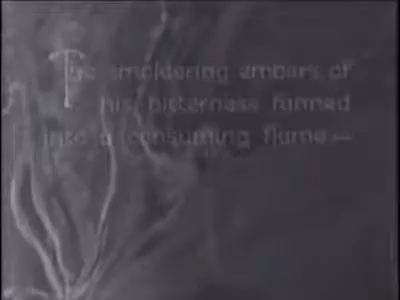 The smoldering embers of
his bitterness fanned
into a consuming flame—